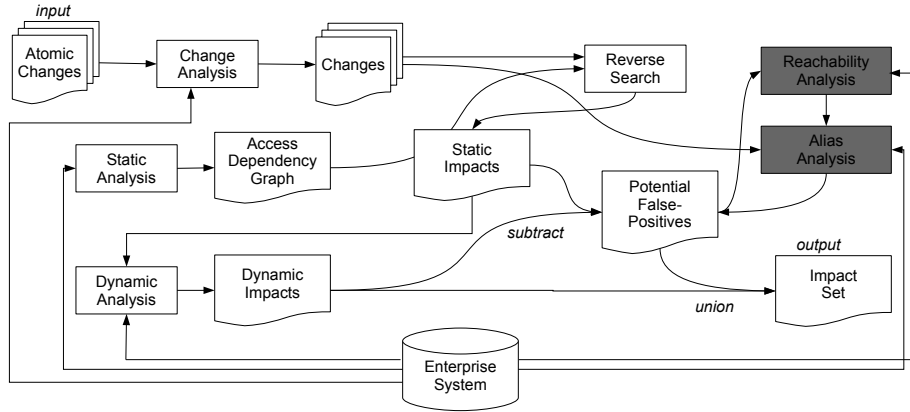 input
Atomic
Changes
Change
Analysis
Changes
Reverse
Search
Reachability
Analysis
Static
Analysis
Access
Dependency
Graph
Static
Impacts
Alias
Analysis
Potential
False-
Positives
subtract
output
Dynamic
Analysis
Dynamic
Impacts
union
Impact
Set
Enterprise
System